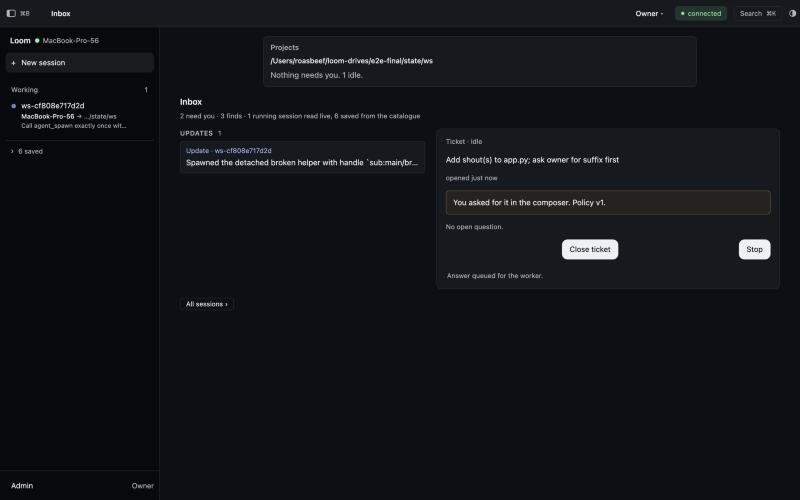 ⌘B Inbox Owner connected Search ⌘K
Loom MacBook-Pro-56
+ New session
Working 1
ws-cf808e717d2d
MacBook-Pro-56 → .../state/ws
Call agent_spawn exactly once wit...
› 6 saved
Admin Owner
Projects
/Users/roasbeef/loom-drives/e2e-final/state/ws
Nothing needs you. 1 idle.
Inbox
2 need you · 3 finds · 1 running session read live, 6 saved from the catalogue
UPDATES 1
Update · ws-cf808e717d2d
Spawned the detached broken helper with handle `sub:main/br...
Ticket · idle
Add shout(s) to app.py; ask owner for suffix first
opened just now
You asked for it in the composer. Policy v1.
No open question.
Close ticket Stop
Answer queued for the worker.
All sessions ›